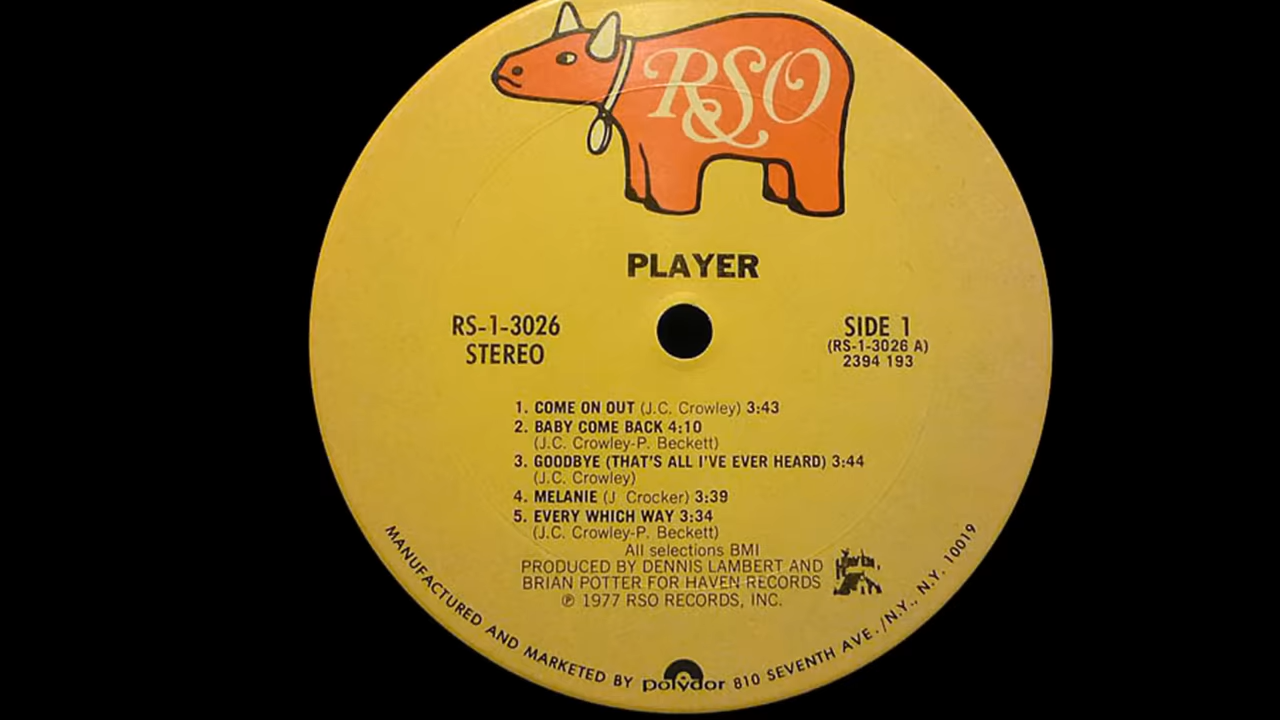 RSO
PLAYER
RS-1-3026
STEREO
SIDE 1
(RS-1-3026 A)
2394 193
1. COME ON OUT (J.C. Crowley) 3:43
2. BABY COME BACK 4:10
(J.C. Crowley-P. Beckett)
3. GOODBYE (THAT'S ALL I'VE EVER HEARD) 3:44
(J.C. Crowley)
4. MELANIE (J Crocker) 3:39
5. EVERY WHICH WAY 3:34
(J.C. Crowley-P. Beckett)
All selections BMI
PRODUCED BY DENNIS LAMBERT AND
BRIAN POTTER FOR HAVEN RECORDS
℗ 1977 RSO RECORDS, INC.
MANUFACTURED AND MARKETED BY polydor 810 SEVENTH AVE./N.Y., N.Y. 10019